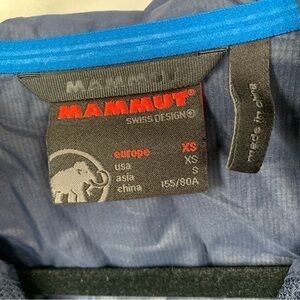 MAMMUT
MAMMUT®
SWISS DESIGN
europe XS
usa XS
asia S
china 155/80A
made in china